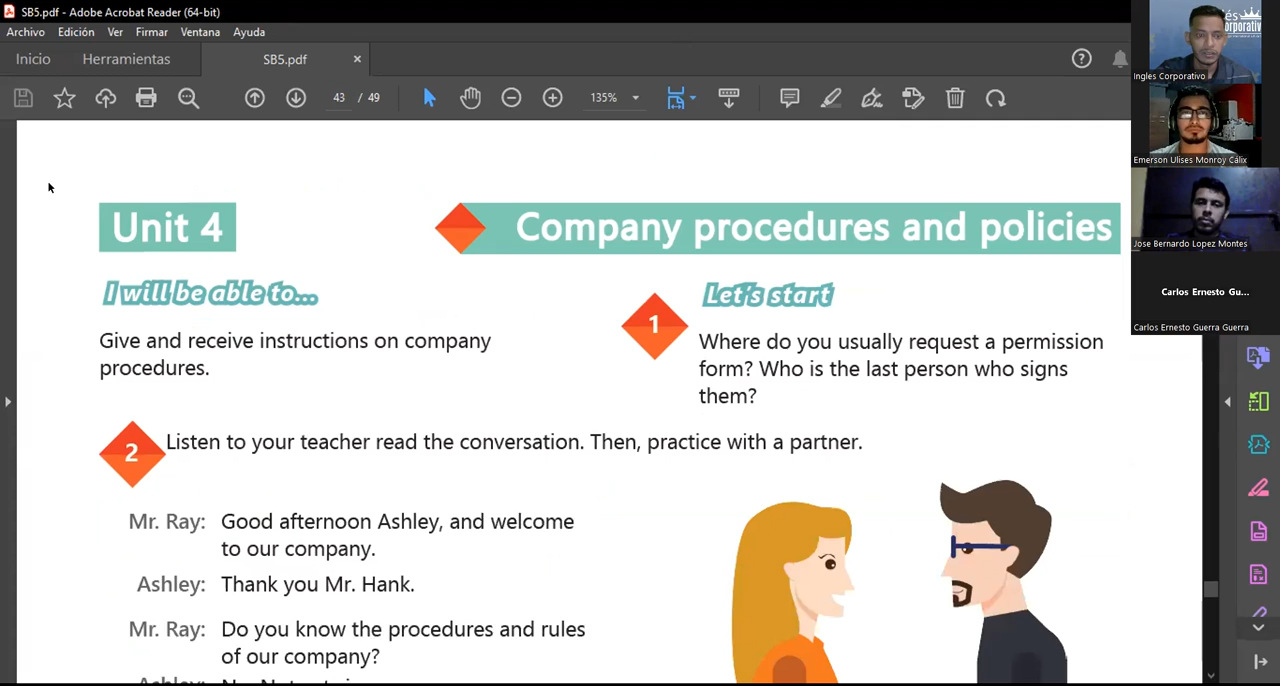 SB5.pdf - Adobe Acrobat Reader (64-bit)
Archivo Edición Ver Firmar Ventana Ayuda
Inicio Herramientas SB5.pdf ×
43 / 49 135%
Unit 4
Company procedures and policies
I will be able to...
Give and receive instructions on company
procedures.
1
Let's start
Where do you usually request a permission
form? Who is the last person who signs
them?
2
Listen to your teacher read the conversation. Then, practice with a partner.
Mr. Ray: Good afternoon Ashley, and welcome
to our company.
Ashley: Thank you Mr. Hank.
Mr. Ray: Do you know the procedures and rules
of our company?
Ingles Corporativo
Emerson Ulises Monroy Cálix
Jose Bernardo Lopez Montes
Carlos Ernesto Gu...
Carlos Ernesto Guerra Guerra